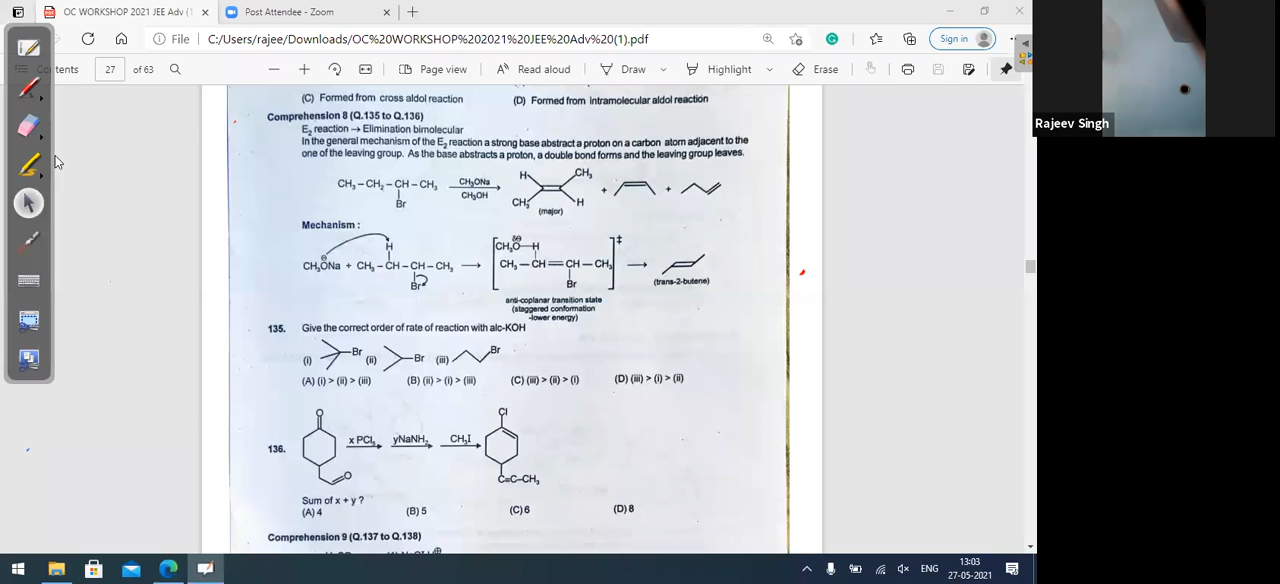 OC WORKSHOP 2021 JEE Adv (1
Post Attendee - Zoom
File
C:/Users/rajee/Downloads/OC%20WORKSHOP%202021%20JEE%20Adv%20(1).pdf
Sign in
Contents
27
of 63
Page view
Read aloud
Draw
Highlight
Erase
Rajeev Singh
(C) Formed from cross aldol reaction
(D) Formed from intramolecular aldol reaction
Comprehension 8 (Q.135 to Q.136)
E₂ reaction → Elimination bimolecular
In the general mechanism of the E₂ reaction a strong base abstract a proton on a carbon atom adjacent to the
one of the leaving group. As the base abstracts a proton, a double bond forms and the leaving group leaves.
CH₃ – CH₂ – CH – CH₃
Br
CH₃ONa
CH₃OH
H
CH₃
CH₃
H
(major)
+
+
Mechanism :
H
CH₃ONa + CH₃ – CH – CH – CH₃
Br
CH₃O---H
CH₃ – CH = CH – CH₃
Br
‡
anti-coplanar transition state
(staggered conformation
-lower energy)
(trans-2-butene)
135. Give the correct order of rate of reaction with alc-KOH
(i)
Br
(ii)
Br
(iii)
Br
(A) (i) > (ii) > (iii)
(B) (ii) > (i) > (iii)
(C) (iii) > (ii) > (i)
(D) (iii) > (i) > (ii)
136.
O
O
x PCl₅
yNaNH₂
CH₃I
Cl
C≡C–CH₃
Sum of x + y ?
(A) 4
(B) 5
(C) 6
(D) 8
Comprehension 9 (Q.137 to Q.138)
ENG
13:03
27-05-2021